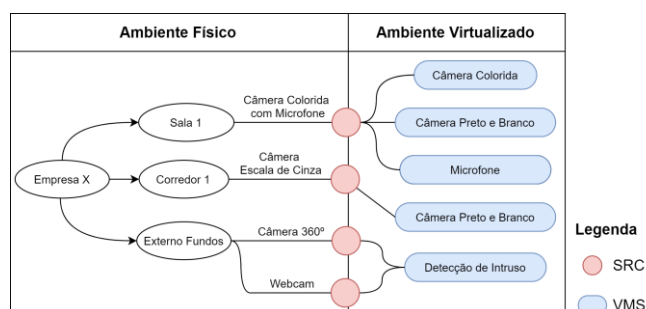 Ambiente Físico
Ambiente Virtualizado
Câmera Colorida
com Microfone
Câmera Colorida
Sala 1
Câmera Preto e Branco
Câmera
Escala de Cinza
Microfone
Empresa X
Corredor 1
Câmera Preto e Branco
Externo Fundos
Câmera 360º
Webcam
Detecção de Intruso
Legenda
SRC
VMS